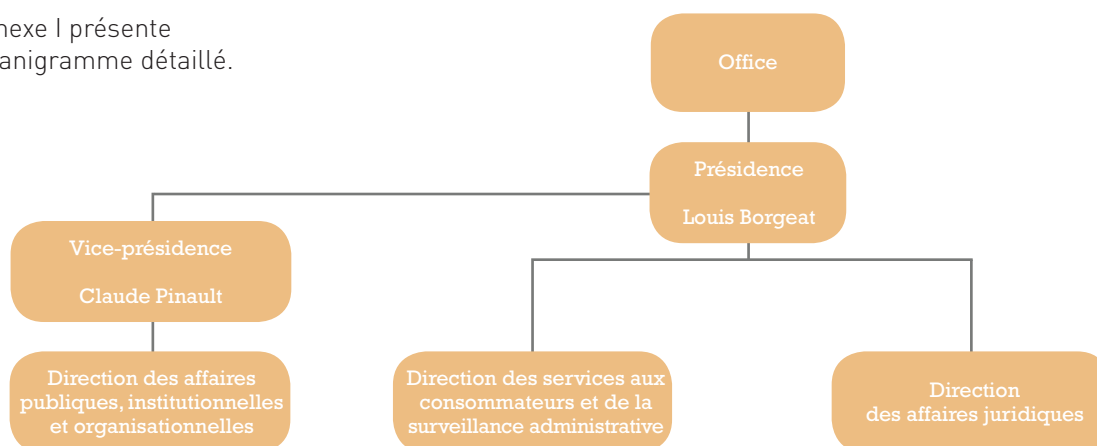 nexe I présente
anigramme détaillé.
Office
Présidence
Louis Borgeat
Vice-présidence
Claude Pinault
Direction des affaires
publiques, institutionnelles
et organisationnelles
Direction des services aux
consommateurs et de la
surveillance administrative
Direction
des affaires juridiques